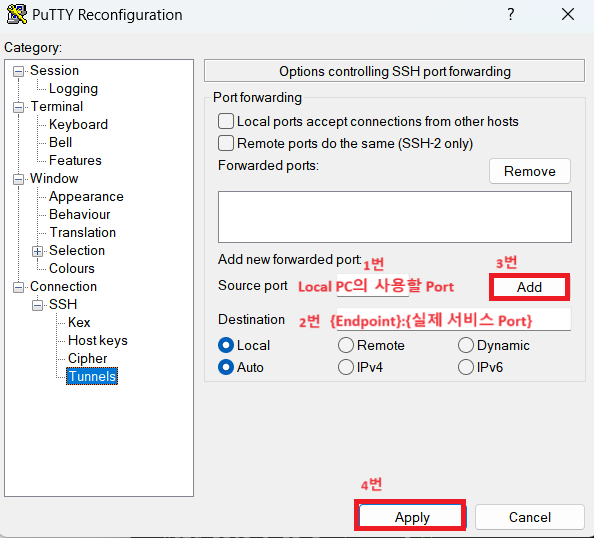 PuTTY Reconfiguration
?
Category:
Session
Logging
Terminal
Keyboard
Bell
Features
Window
Appearance
Behaviour
Translation
Selection
Colours
Connection
SSH
Kex
Host keys
Cipher
Tunnels
Options controlling SSH port forwarding
Port forwarding
Local ports accept connections from other hosts
Remote ports do the same (SSH-2 only)
Forwarded ports:
Remove
Add new forwarded port:
1번
3번
Source port
Local PC의 사용할 Port
Add
Destination
2번 {Endpoint}:{실제 서비스 Port}
Local
Remote
Dynamic
Auto
IPv4
IPv6
4번
Apply
Cancel